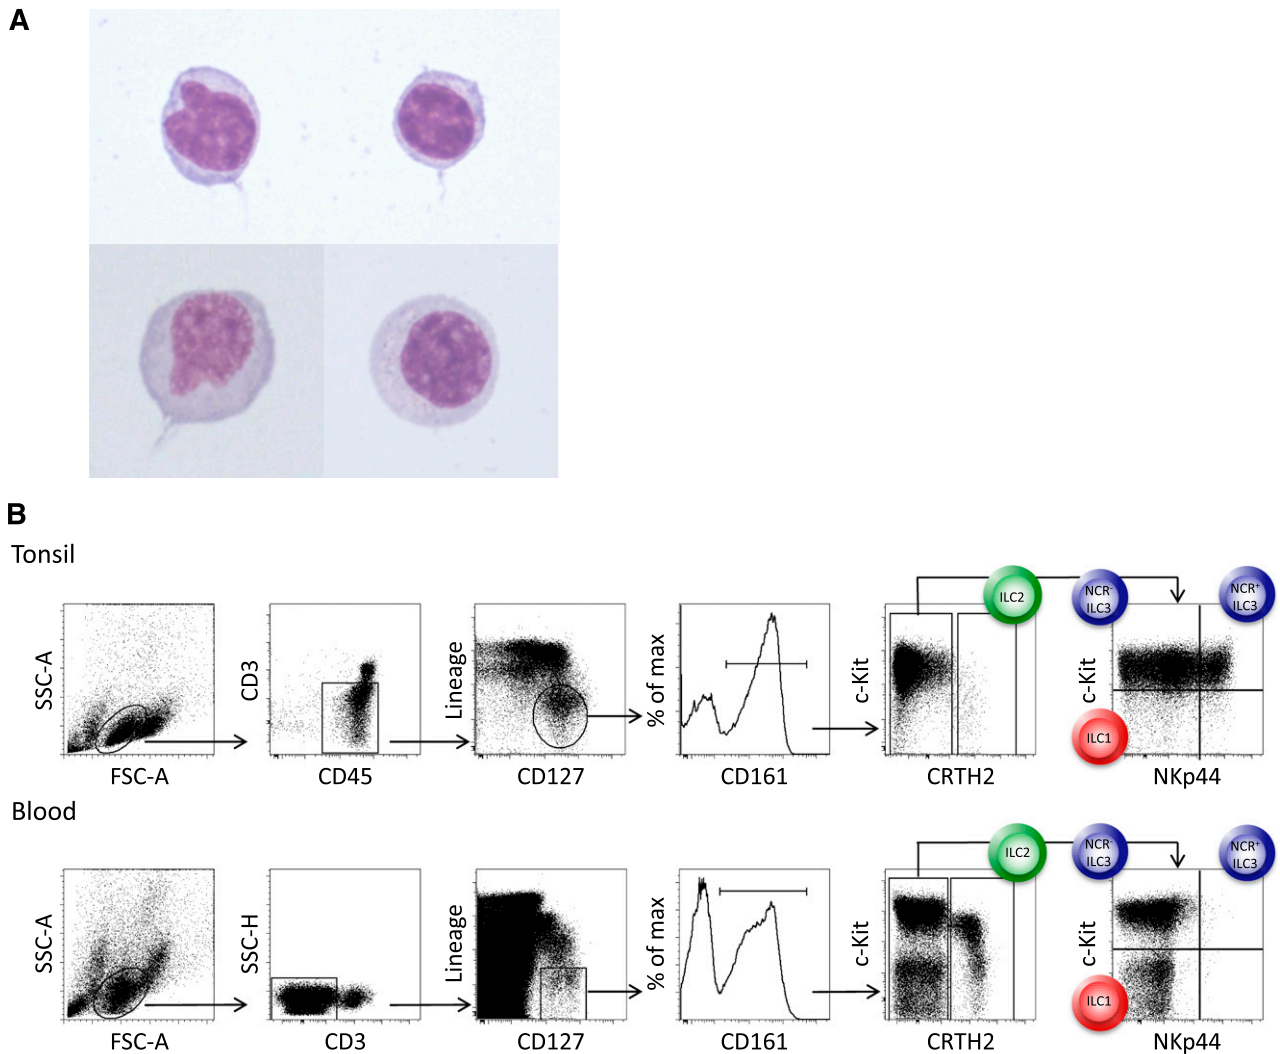 A
B
Tonsil
SSC-A
FSC-A
CD3
CD45
Lineage
CD127
% of max
CD161
c-Kit
CRTH2
ILC2
NCR-
ILC3
NCR+
ILC3
c-Kit
ILC1
NKp44
Blood
SSC-A
FSC-A
SSC-H
CD3
Lineage
CD127
% of max
CD161
c-Kit
CRTH2
ILC2
NCR-
ILC3
NCR+
ILC3
c-Kit
ILC1
NKp44